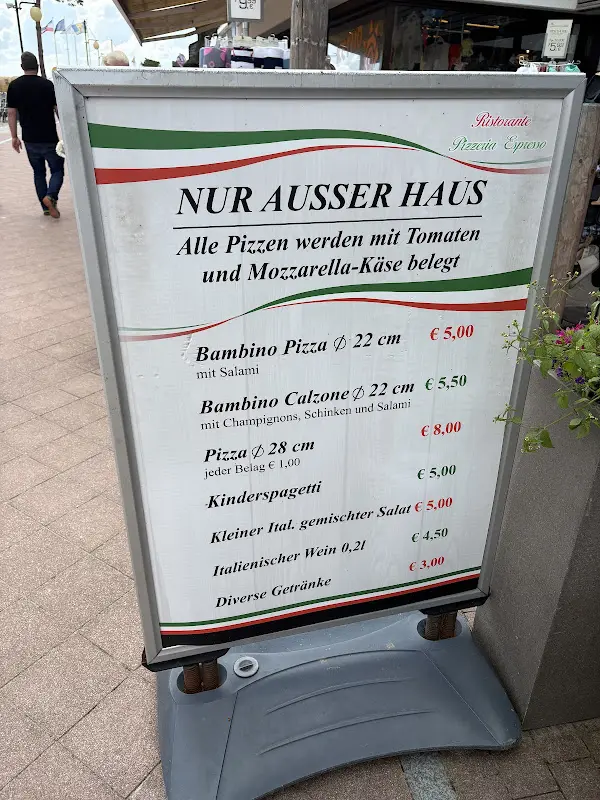 Ristorante
Pizzeria Espresso
NUR AUSSER HAUS
Alle Pizzen werden mit Tomaten
und Mozzarella-Käse belegt
Bambino Pizza ∅ 22 cm € 5,00
mit Salami
Bambino Calzone ∅ 22 cm € 5,50
mit Champignons, Schinken und Salami
Pizza ∅ 28 cm € 8,00
jeder Belag € 1,00
Kinderspagetti € 5,00
Kleiner Ital. gemischter Salat € 5,00
Italienischer Wein 0,2l € 4,50
Diverse Getränke € 3,00